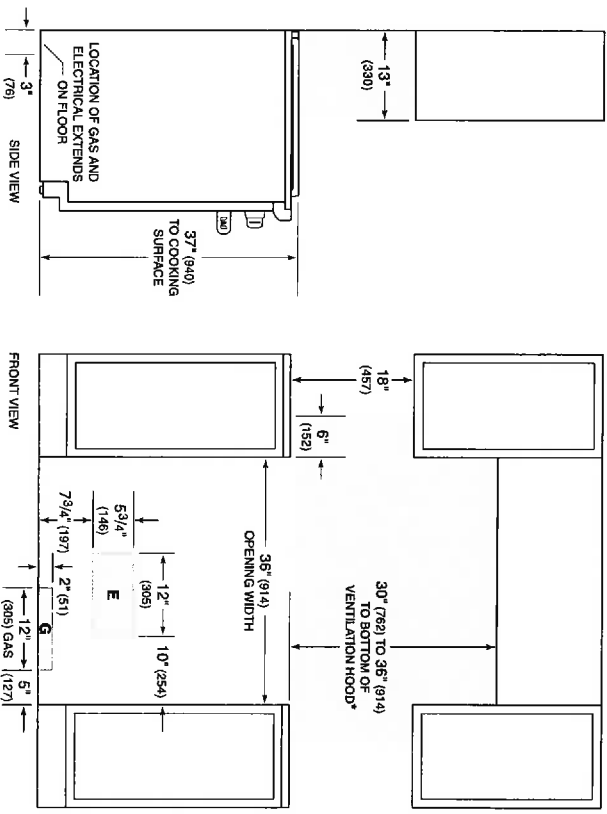 13"
(330)
3"
(76)
LOCATION OF GAS AND
ELECTRICAL EXTENDS
ON FLOOR
37" (940)
TO COOKING
SURFACE
SIDE VIEW
18"
(457)
6"
(152)
30" (762) TO 36" (914)
TO BOTTOM OF
VENTILATION HOOD*
36" (914)
OPENING WIDTH
5 3/4"
(146)
7 3/4" (197)
12"
(305)
E
10" (254)
2" (51)
G
12"
(305) GAS
5"
(127)
FRONT VIEW